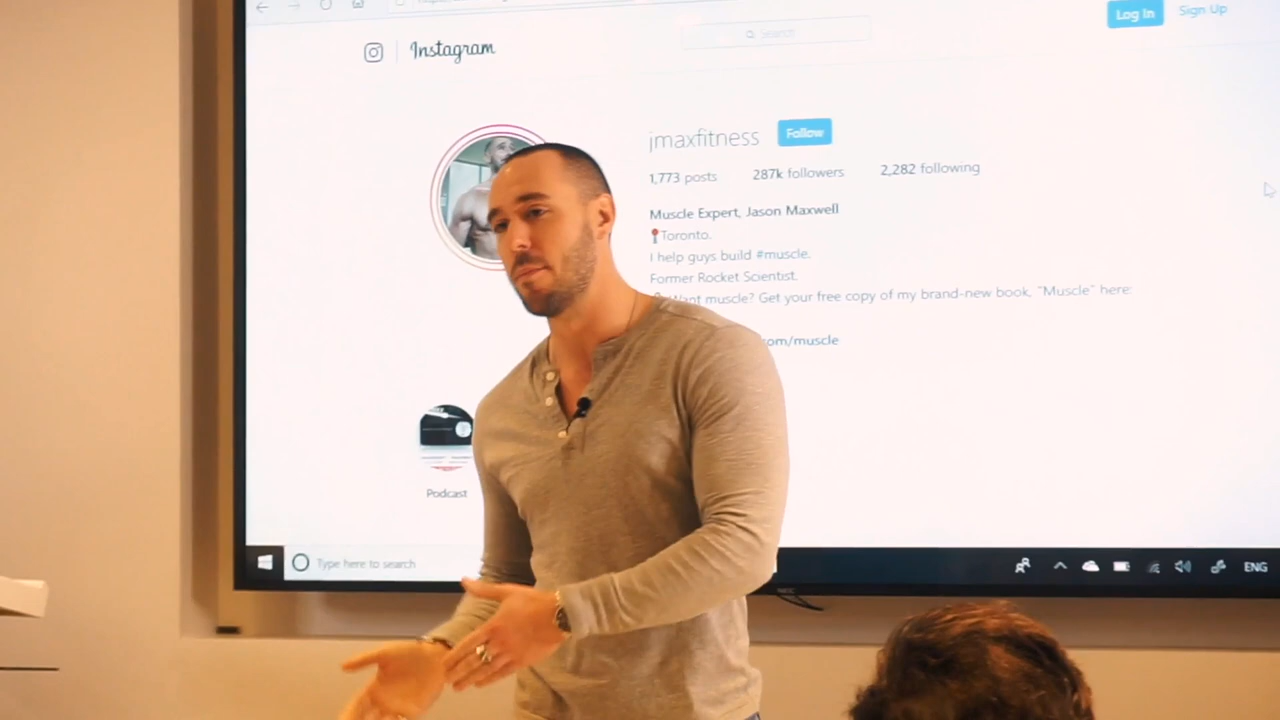 Log In
Sign Up
Instagram
Search
jmaxfitness Follow
1,773 posts 287k followers 2,282 following
Muscle Expert, Jason Maxwell
Toronto.
I help guys build #muscle.
Former Rocket Scientist.
Want muscle? Get your free copy of my brand-new book, "Muscle" here:
om/muscle
Podcast
Type here to search
ENG
NEC